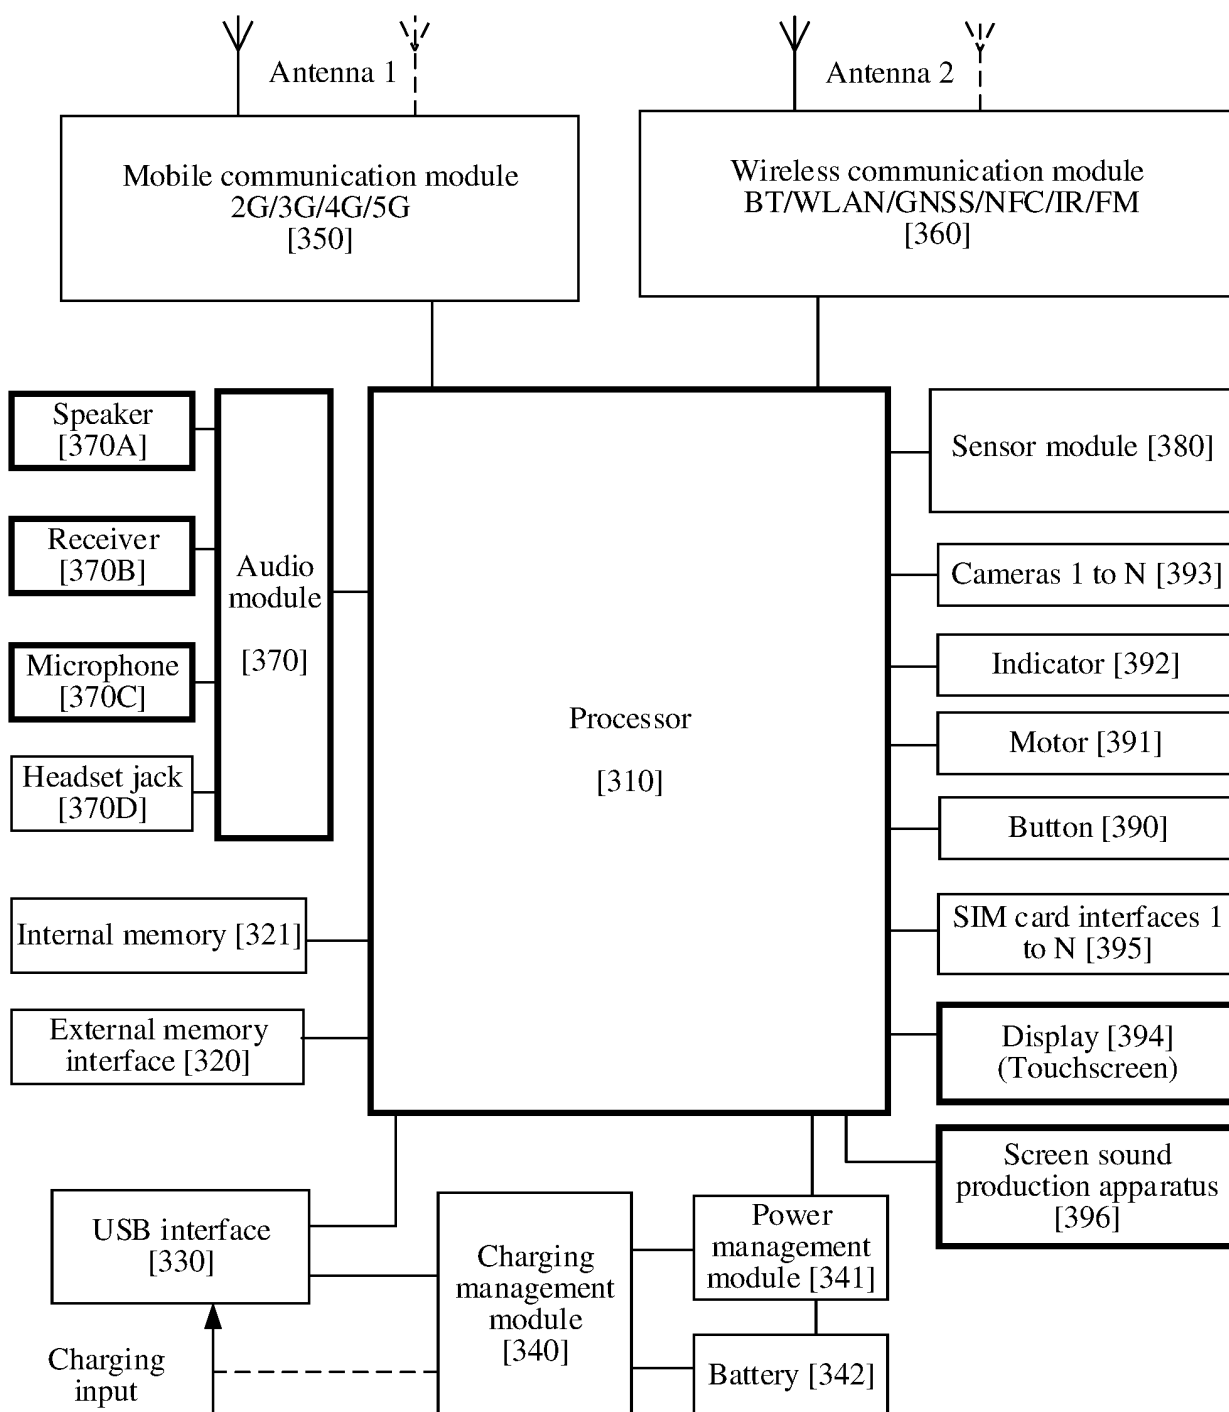 Antenna 1
Antenna 2
Mobile communication module
2G/3G/4G/5G
[350]
Wireless communication module
BT/WLAN/GNSS/NFC/IR/FM
[360]
Speaker
[370A]
Receiver
[370B]
Microphone
[370C]
Headset jack
[370D]
Audio
module
[370]
Internal memory [321]
External memory
interface [320]
Processor
[310]
Sensor module [380]
Cameras 1 to N [393]
Indicator [392]
Motor [391]
Button [390]
SIM card interfaces 1
to N [395]
Display [394]
(Touchscreen)
Screen sound
production apparatus
[396]
USB interface
[330]
Charging
input
Charging
management
module
[340]
Power
management
module [341]
Battery [342]